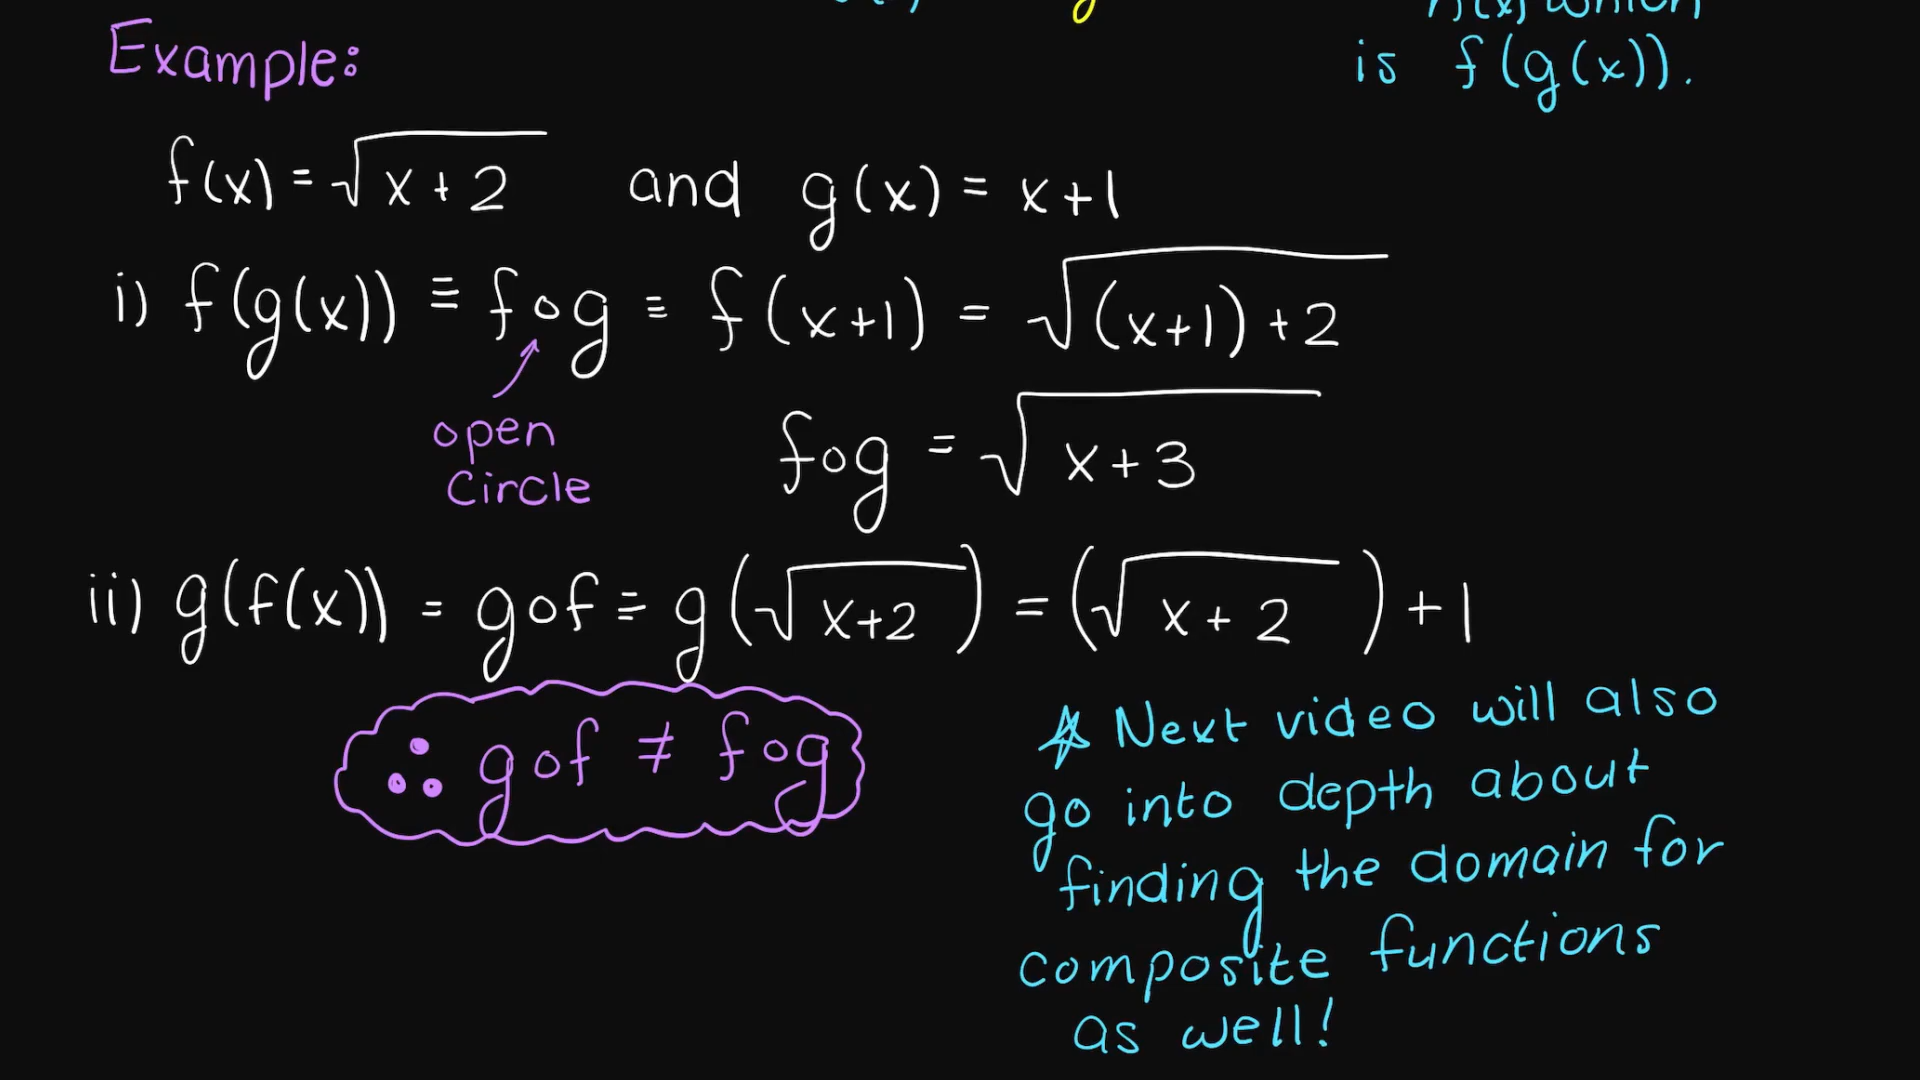 h(x) which
Example:
is f(g(x)).
f(x) = √(x + 2) and g(x) = x+1
i) f(g(x)) ≡ fog ≡ f(x+1) = √((x+1)+2)
open
Circle
fog = √(x+3)
ii) g(f(x)) = gof ≡ g(√(x+2)) = (√(x + 2)) + 1
∴ gof ≠ fog
☆ Next video will also
go into depth about
finding the domain for
composite functions
as well!